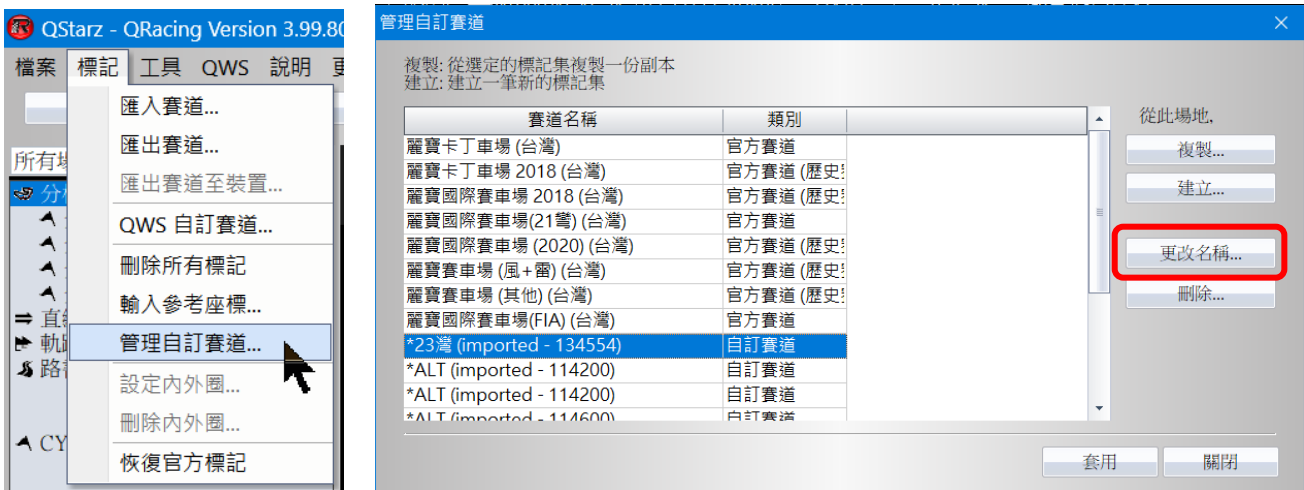 QStarz - QRacing Version 3.99.80
檔案 標記 工具 QWS 說明
匯入賽道...
匯出賽道...
所有
匯出賽道至裝置...
分
QWS 自訂賽道...
刪除所有標記
輸入參考座標...
直
管理自訂賽道...
軌
路
設定內外圈...
刪除內外圈...
CY
恢復官方標記
管理自訂賽道
複製: 從選定的標記集複製一份副本
建立: 建立一筆新的標記集
賽道名稱 類別
麗寶卡丁車場 (台灣) 官方賽道
麗寶卡丁車場 2018 (台灣) 官方賽道 (歷史
麗寶國際賽車場 2018 (台灣) 官方賽道 (歷史
麗寶國際賽車場(21彎) (台灣) 官方賽道
麗寶國際賽車場 (2020) (台灣) 官方賽道 (歷史
麗寶賽車場 (風+雷) (台灣) 官方賽道 (歷史
麗寶賽車場 (其他) (台灣) 官方賽道 (歷史
麗寶國際賽車場(FIA) (台灣) 官方賽道
*23灣 (imported - 134554) 自訂賽道
*ALT (imported - 114200) 自訂賽道
*ALT (imported - 114200) 自訂賽道
*ALT (imported - 114600) 自訂賽道
從此場地,
複製...
建立...
更改名稱...
刪除...
套用 關閉